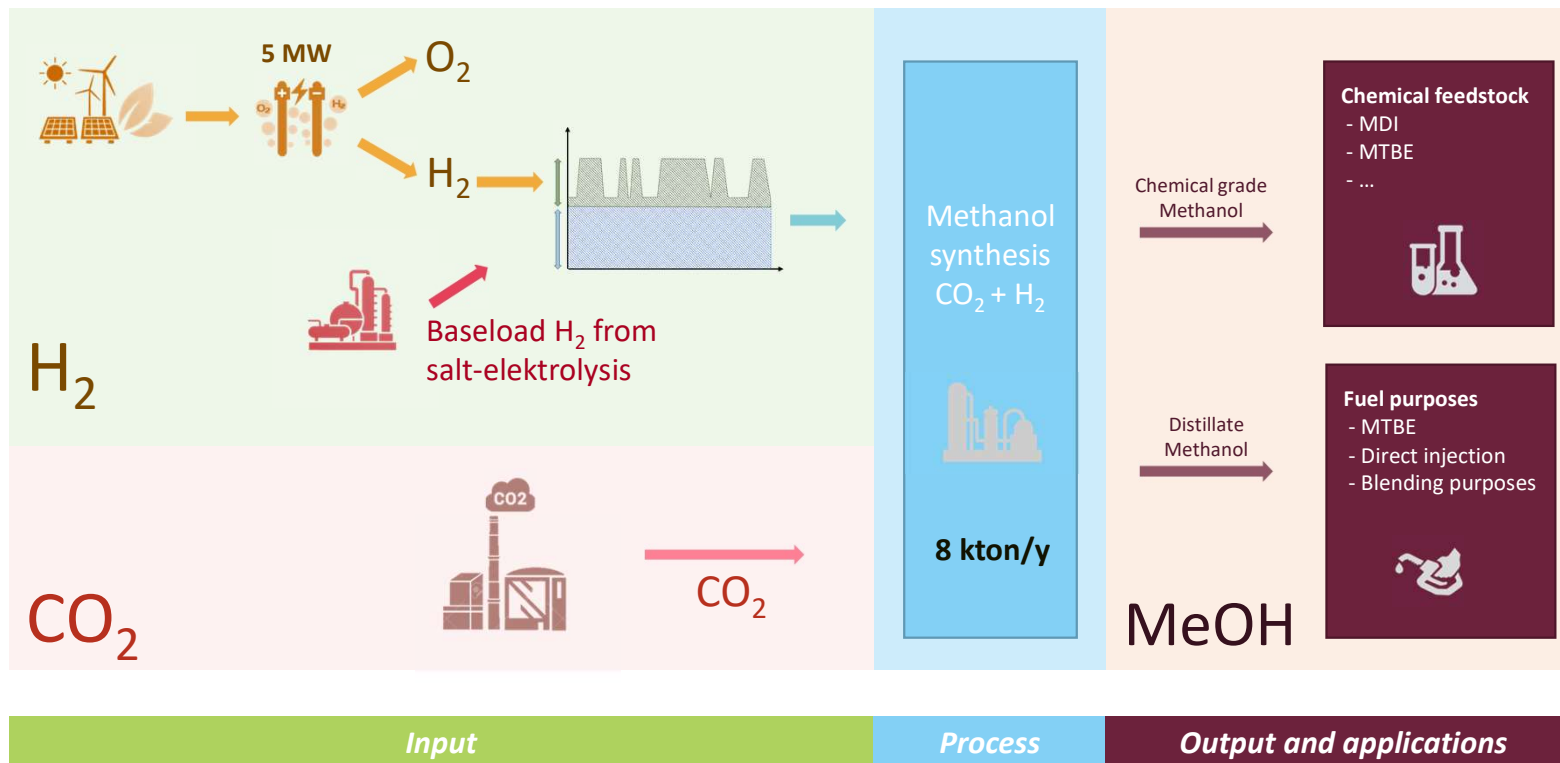 5 MW
O₂
O₂
H₂
H₂
Baseload H₂ from
salt-elektrolysis
H₂
CO2
CO₂
CO₂
Methanol
synthesis
CO₂ + H₂
8 kton/y
Chemical grade
Methanol
Chemical feedstock
- MDI
- MTBE
- ...
Distillate
Methanol
Fuel purposes
- MTBE
- Direct injection
- Blending purposes
MeOH
Input
Process
Output and applications